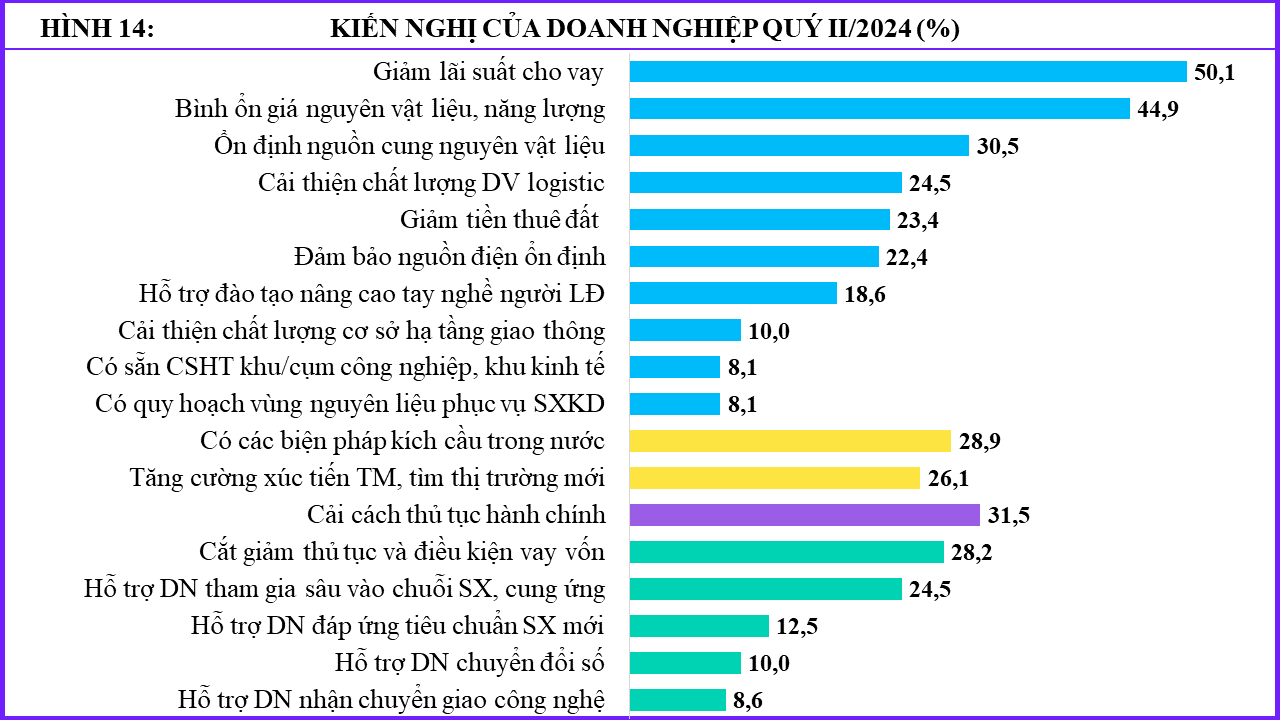 HÌNH 14: KIẾN NGHỊ CỦA DOANH NGHIỆP QUÝ II/2024 (%)
Giảm lãi suất cho vay 50,1
Bình ổn giá nguyên vật liệu, năng lượng 44,9
Ổn định nguồn cung nguyên vật liệu 30,5
Cải thiện chất lượng DV logistic 24,5
Giảm tiền thuê đất 23,4
Đảm bảo nguồn điện ổn định 22,4
Hỗ trợ đào tạo nâng cao tay nghề người LĐ 18,6
Cải thiện chất lượng cơ sở hạ tầng giao thông 10,0
Có sẵn CSHT khu/cụm công nghiệp, khu kinh tế 8,1
Có quy hoạch vùng nguyên liệu phục vụ SXKD 8,1
Có các biện pháp kích cầu trong nước 28,9
Tăng cường xúc tiến TM, tìm thị trường mới 26,1
Cải cách thủ tục hành chính 31,5
Cắt giảm thủ tục và điều kiện vay vốn 28,2
Hỗ trợ DN tham gia sâu vào chuỗi SX, cung ứng 24,5
Hỗ trợ DN đáp ứng tiêu chuẩn SX mới 12,5
Hỗ trợ DN chuyển đổi số 10,0
Hỗ trợ DN nhận chuyển giao công nghệ 8,6